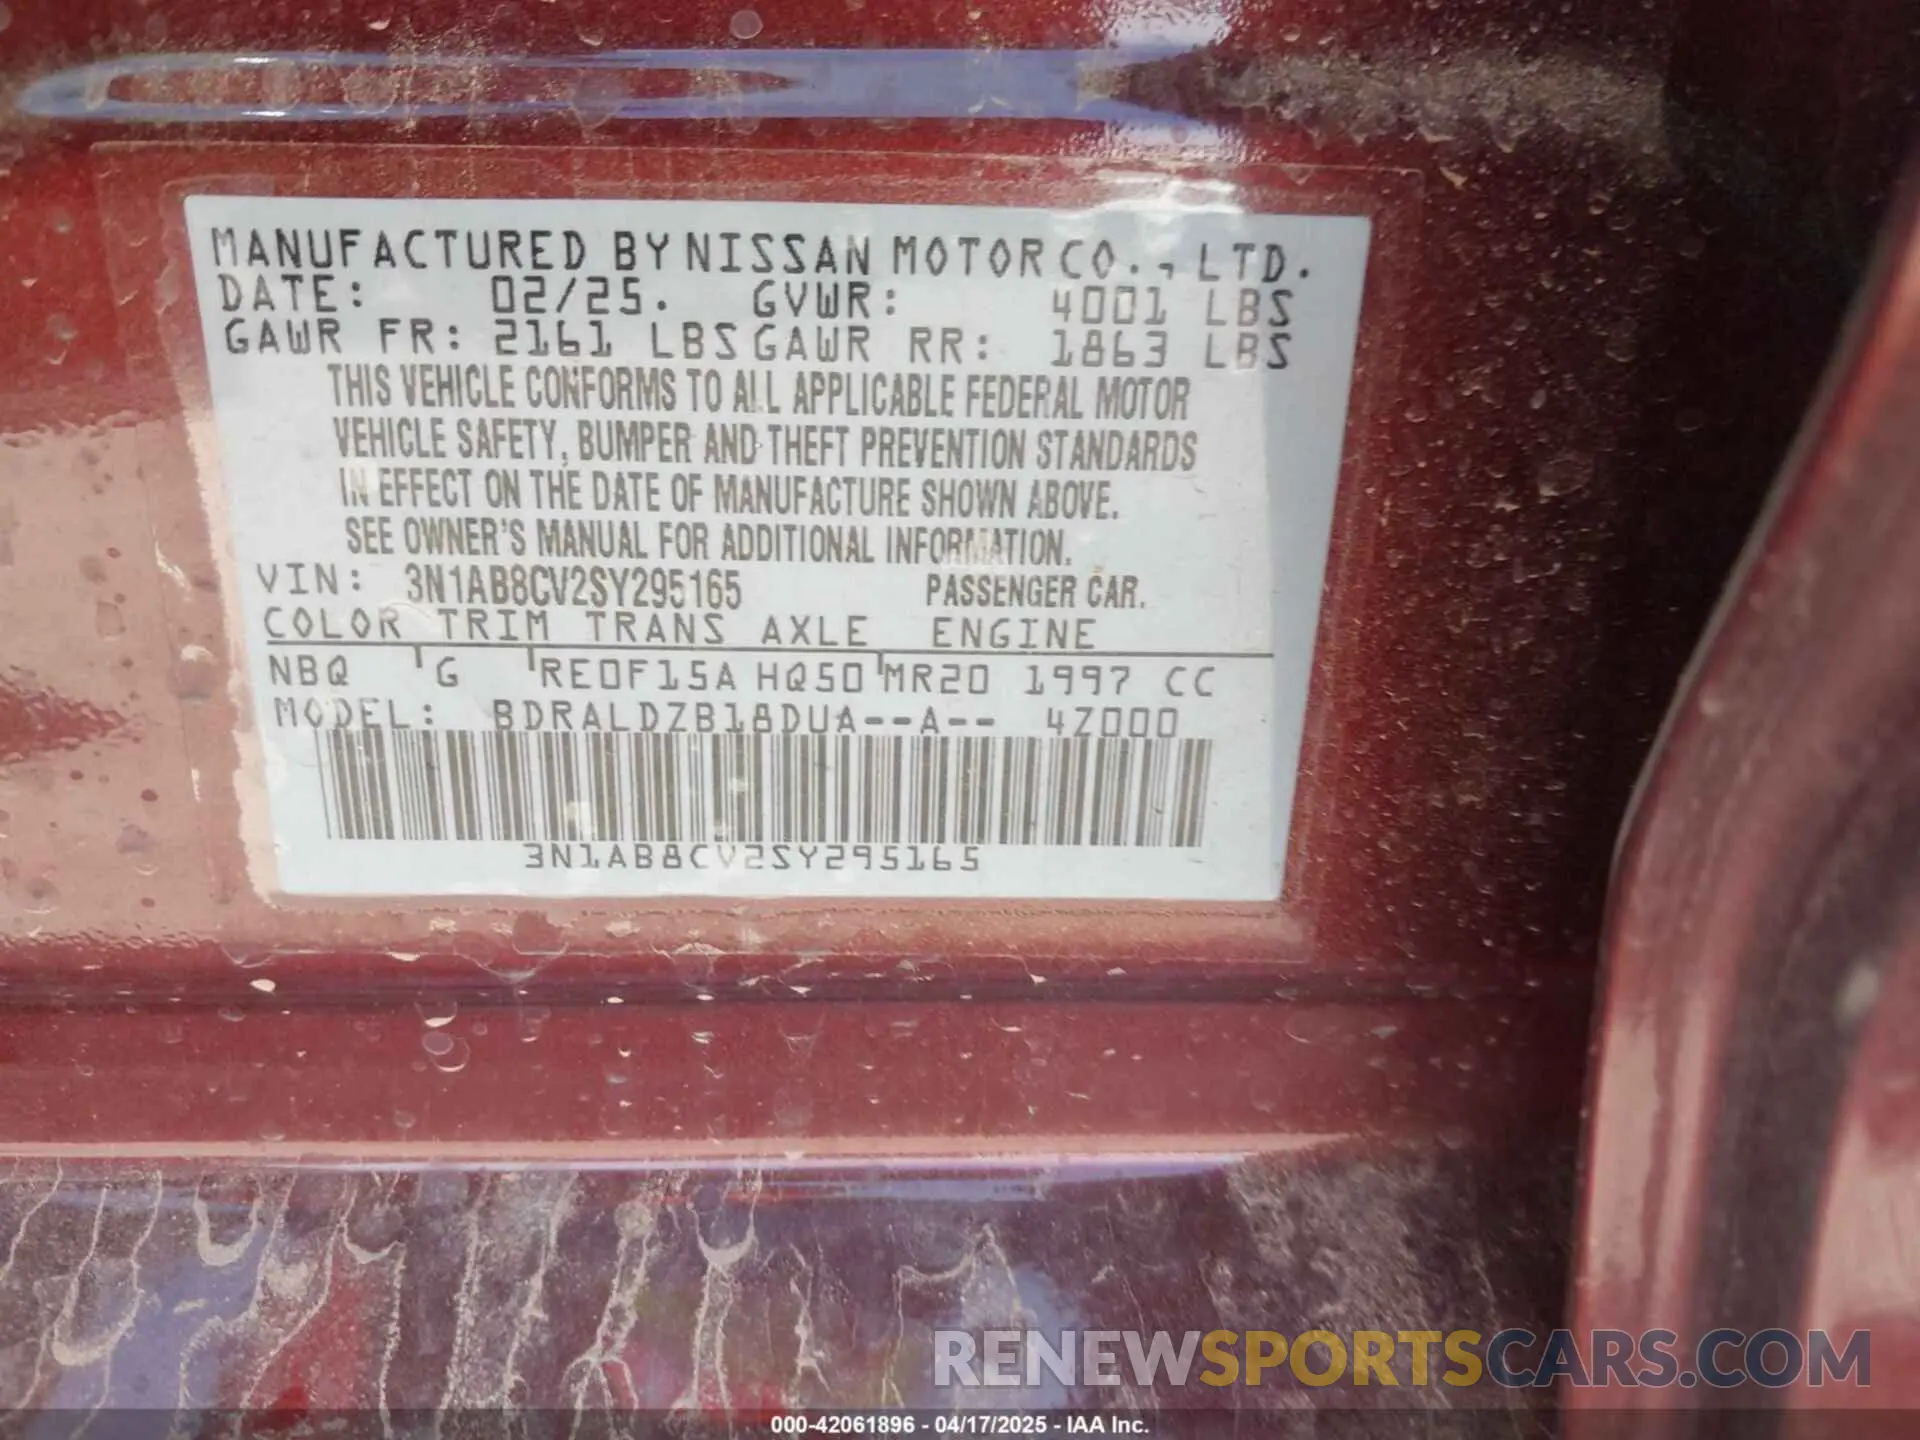 MANUFACTURED BY NISSAN MOTOR CO., LTD.
DATE: 02/25. GVWR: 4001 LBS
GAWR FR: 2161 LBS GAWR RR: 1863 LBS
THIS VEHICLE CONFORMS TO ALL APPLICABLE FEDERAL MOTOR
VEHICLE SAFETY, BUMPER AND THEFT PREVENTION STANDARDS
IN EFFECT ON THE DATE OF MANUFACTURE SHOWN ABOVE.
SEE OWNER'S MANUAL FOR ADDITIONAL INFORMATION.
VIN: 3N1AB8CV2SY295165 PASSENGER CAR.
COLOR TRIM TRANS AXLE ENGINE
NBQ G RE0F15A HQ50 MR20 1997 CC
MODEL: BDRALDZB18DUA--A-- 4Z000
3N1AB8CV2SY295165
RENEWSPORTSCARS.COM
000-42061896 - 04/17/2025 - IAA Inc.